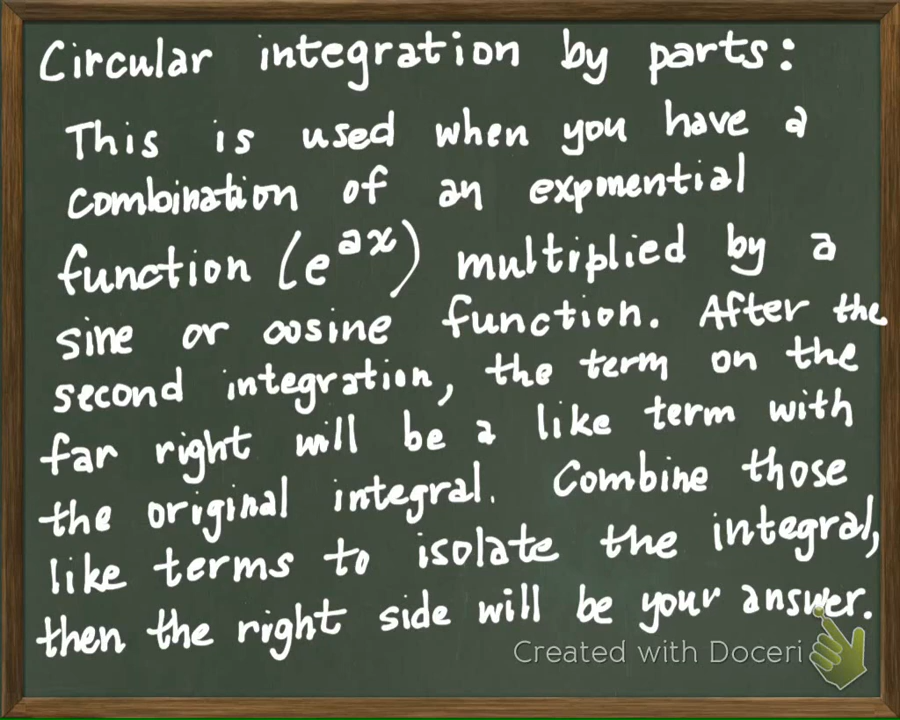 Circular integration by parts:
This is used when you have a
combination of an exponential
function (e^ax) multiplied by a
sine or cosine function. After the
second integration, the term on the
far right will be a like term with
the original integral. Combine those
like terms to isolate the integral,
then the right side will be your answer.
Created with Doceri